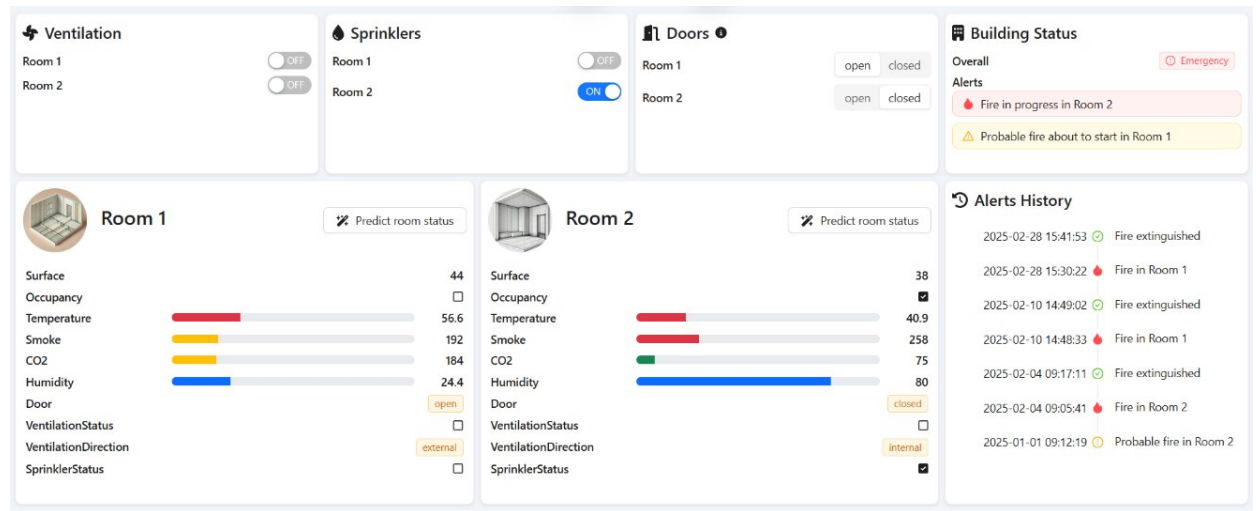 Ventilation
Room 1 OFF
Room 2 OFF
Sprinklers
Room 1 OFF
Room 2 ON
Doors
Room 1 open closed
Room 2 open closed
Building Status
Overall Emergency
Alerts
Fire in progress in Room 2
Probable fire about to start in Room 1
Room 1 Predict room status
Surface 44
Occupancy
Temperature 56.6
Smoke 192
CO2 184
Humidity 24.4
Door open
VentilationStatus
VentilationDirection external
SprinklerStatus
Room 2 Predict room status
Surface 38
Occupancy
Temperature 40.9
Smoke 258
CO2 75
Humidity 80
Door closed
VentilationStatus
VentilationDirection internal
SprinklerStatus
Alerts History
2025-02-28 15:41:53 Fire extinguished
2025-02-28 15:30:22 Fire in Room 1
2025-02-10 14:49:02 Fire extinguished
2025-02-10 14:48:33 Fire in Room 1
2025-02-04 09:17:11 Fire extinguished
2025-02-04 09:05:41 Fire in Room 2
2025-01-01 09:12:19 Probable fire in Room 2